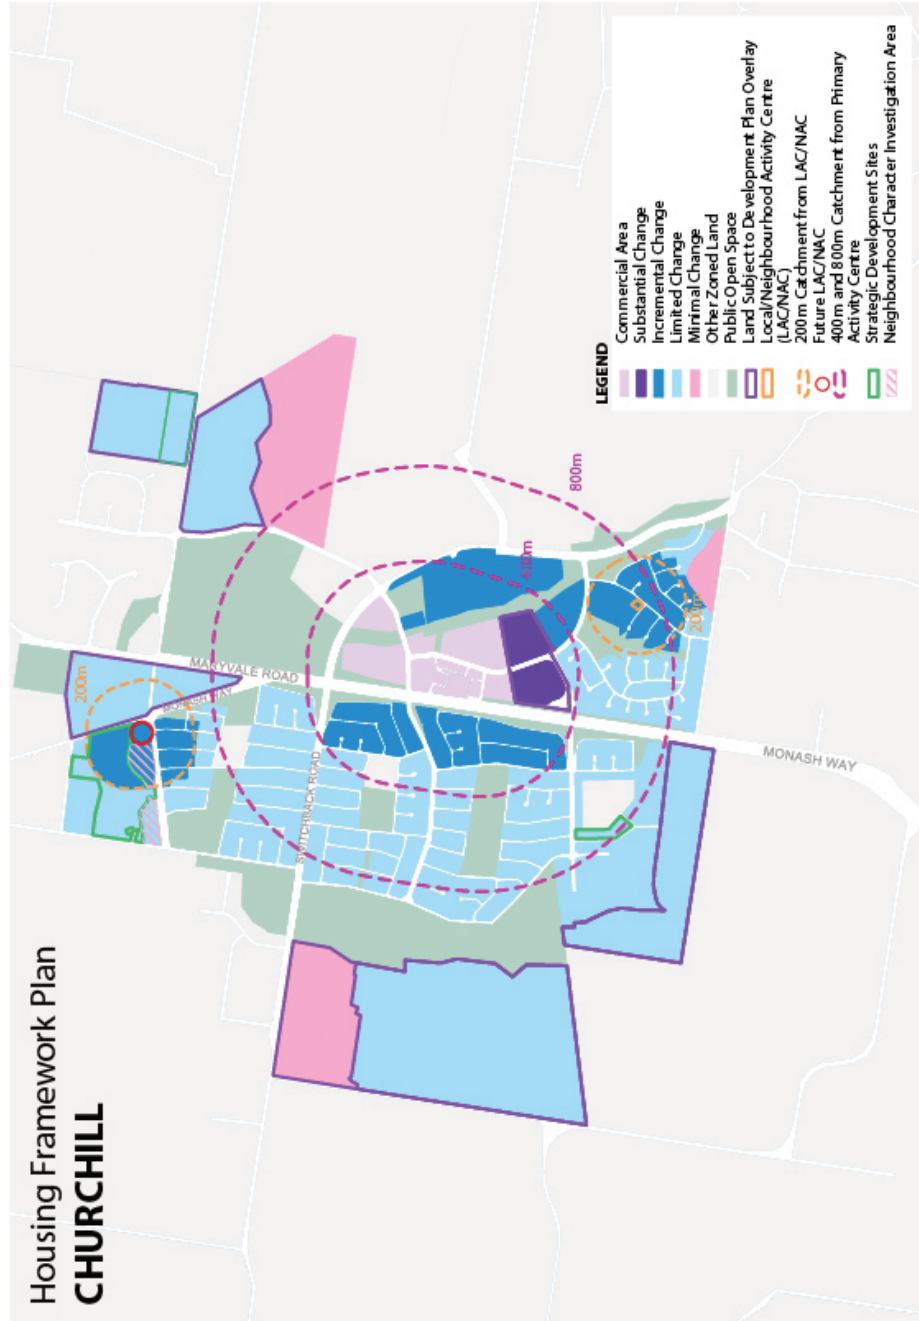 Housing Framework Plan
CHURCHILL
MARYVALE ROAD
MONASH WAY
SWITCHBACK ROAD
MONASH WAY
200m
400m
800m
200m
LEGEND
Commercial Area
Substantial Change
Incremental Change
Limited Change
Minimal Change
Other Zoned Land
Public Open Space
Land Subject to Development Plan Overlay
Local/Neighbourhood Activity Centre
(LAC/NAC)
200m Catchment from LAC/NAC
Future LAC/NAC
400m and 800m Catchment from Primary
Activity Centre
Strategic Development Sites
Neighbourhood Character Investigation Area